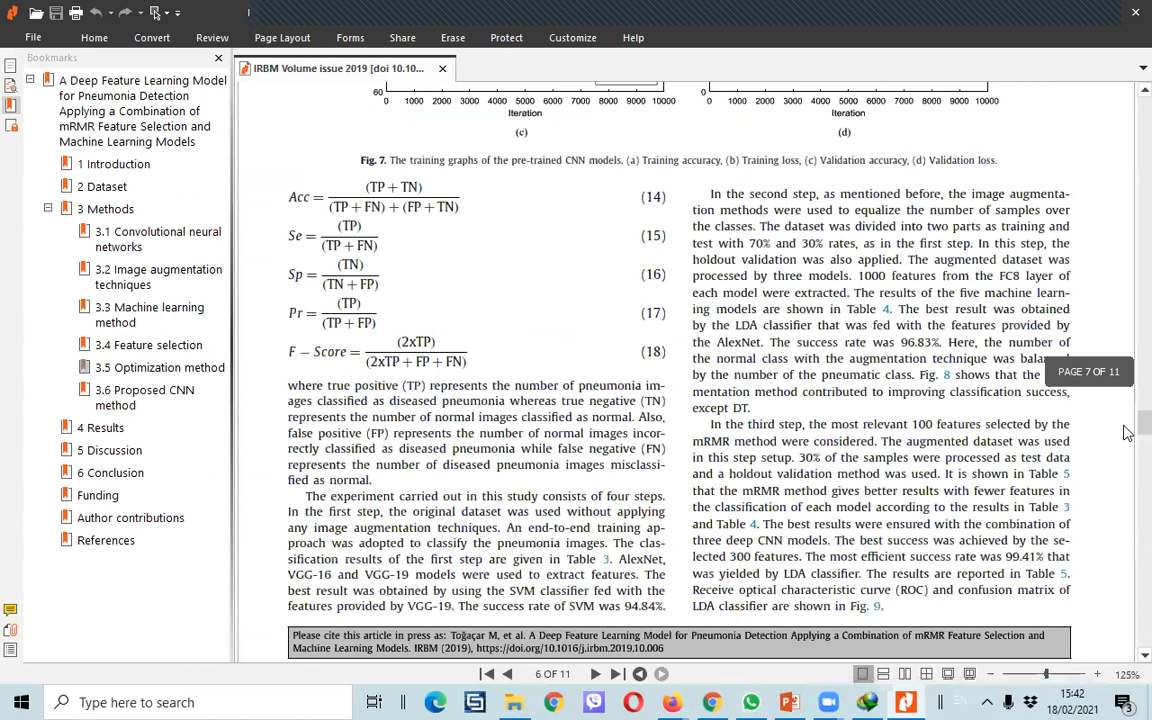 File
Home
Convert
Review
Page Layout
Forms
Share
Erase
Protect
Customize
Help
Bookmarks
IRBM Volume issue 2019 [doi 10.10...
A Deep Feature Learning Model
for Pneumonia Detection
Applying a Combination of
mRMR Feature Selection and
Machine Learning Models
1 Introduction
2 Dataset
3 Methods
3.1 Convolutional neural
networks
3.2 Image augmentation
techniques
3.3 Machine learning
method
3.4 Feature selection
3.5 Optimization method
3.6 Proposed CNN
method
4 Results
5 Discussion
6 Conclusion
Funding
Author contributions
References
60
0 1000 2000 3000 4000 5000 6000 7000 8000 9000 10000
Iteration
(c)
0
0 1000 2000 3000 4000 5000 6000 7000 8000 9000 10000
Iteration
(d)
Fig. 7. The training graphs of the pre-trained CNN models. (a) Training accuracy, (b) Training loss, (c) Validation accuracy, (d) Validation loss.
Acc = (TP + TN) / (TP + FN) + (FP + TN) (14)
Se = (TP) / (TP + FN) (15)
Sp = (TN) / (TN + FP) (16)
Pr = (TP) / (TP + FP) (17)
F − Score = (2xTP) / (2xTP + FP + FN) (18)
where true positive (TP) represents the number of pneumonia im-
ages classified as diseased pneumonia whereas true negative (TN)
represents the number of normal images classified as normal. Also,
false positive (FP) represents the number of normal images incor-
rectly classified as diseased pneumonia while false negative (FN)
represents the number of diseased pneumonia images misclassi-
fied as normal.
The experiment carried out in this study consists of four steps.
In the first step, the original dataset was used without applying
any image augmentation techniques. An end-to-end training ap-
proach was adopted to classify the pneumonia images. The clas-
sification results of the first step are given in Table 3. AlexNet,
VGG-16 and VGG-19 models were used to extract features. The
best result was obtained by using the SVM classifier fed with the
features provided by VGG-19. The success rate of SVM was 94.84%.
In the second step, as mentioned before, the image augmenta-
tion methods were used to equalize the number of samples over
the classes. The dataset was divided into two parts as training and
test with 70% and 30% rates, as in the first step. In this step, the
holdout validation was also applied. The augmented dataset was
processed by three models. 1000 features from the FC8 layer of
each model were extracted. The results of the five machine learn-
ing models are shown in Table 4. The best result was obtained
by the LDA classifier that was fed with the features provided by
the AlexNet. The success rate was 96.83%. Here, the number of
the normal class with the augmentation technique was bala
by the number of the pneumatic class. Fig. 8 shows that the
mentation method contributed to improving classification success,
except DT.
In the third step, the most relevant 100 features selected by the
mRMR method were considered. The augmented dataset was used
in this step setup. 30% of the samples were processed as test data
and a holdout validation method was used. It is shown in Table 5
that the mRMR method gives better results with fewer features in
the classification of each model according to the results in Table 3
and Table 4. The best results were ensured with the combination of
three deep CNN models. The best success was achieved by the se-
lected 300 features. The most efficient success rate was 99.41% that
was yielded by LDA classifier. The results are reported in Table 5.
Receive optical characteristic curve (ROC) and confusion matrix of
LDA classifier are shown in Fig. 9.
PAGE 7 OF 11
Please cite this article in press as: Toğaçar M, et al. A Deep Feature Learning Model for Pneumonia Detection Applying a Combination of mRMR Feature Selection and
Machine Learning Models. IRBM (2019), https://doi.org/10.1016/j.irbm.2019.10.006
6 OF 11
125%
Type here to search
EN
15:42
18/02/2021
3